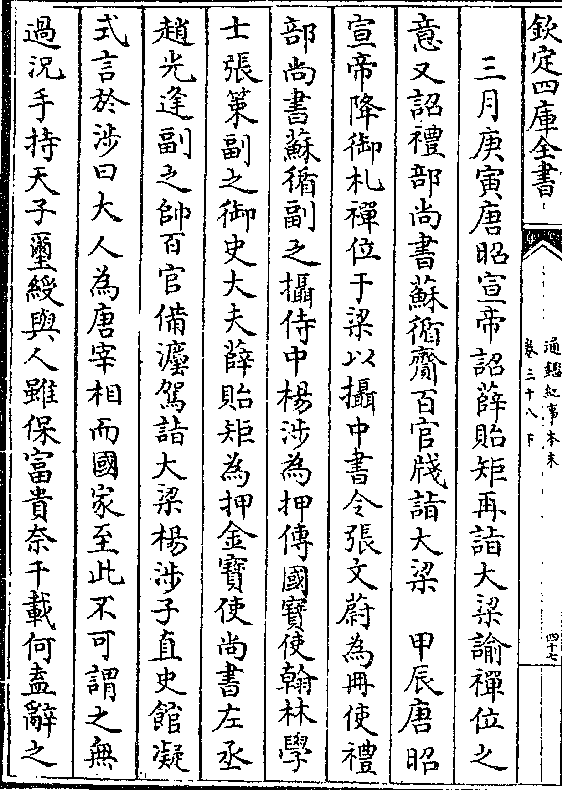 欽定四庫全書
通鑑紀事本末
卷三十八下
四十七
三月庚寅唐昭宣帝詔薛貽矩再詣大梁諭禪位之
意又詔禮部尚書蘇循齎百官牋詣大梁　甲辰唐昭
宣帝降御札禪位于梁以攝中書令張文蔚為冊使禮
部尚書蘇循副之攝侍中楊涉為押傳國寶使翰林學
士張策副之御史大夫薛貽矩為押金寶使尚書左丞
趙光逢副之帥百官備灋駕詣大梁楊涉子直史館凝
式言於涉曰大人為唐宰相而國家至此不可謂之無
過況手持天子璽綬與人雖保富貴奈千載何盍辭之